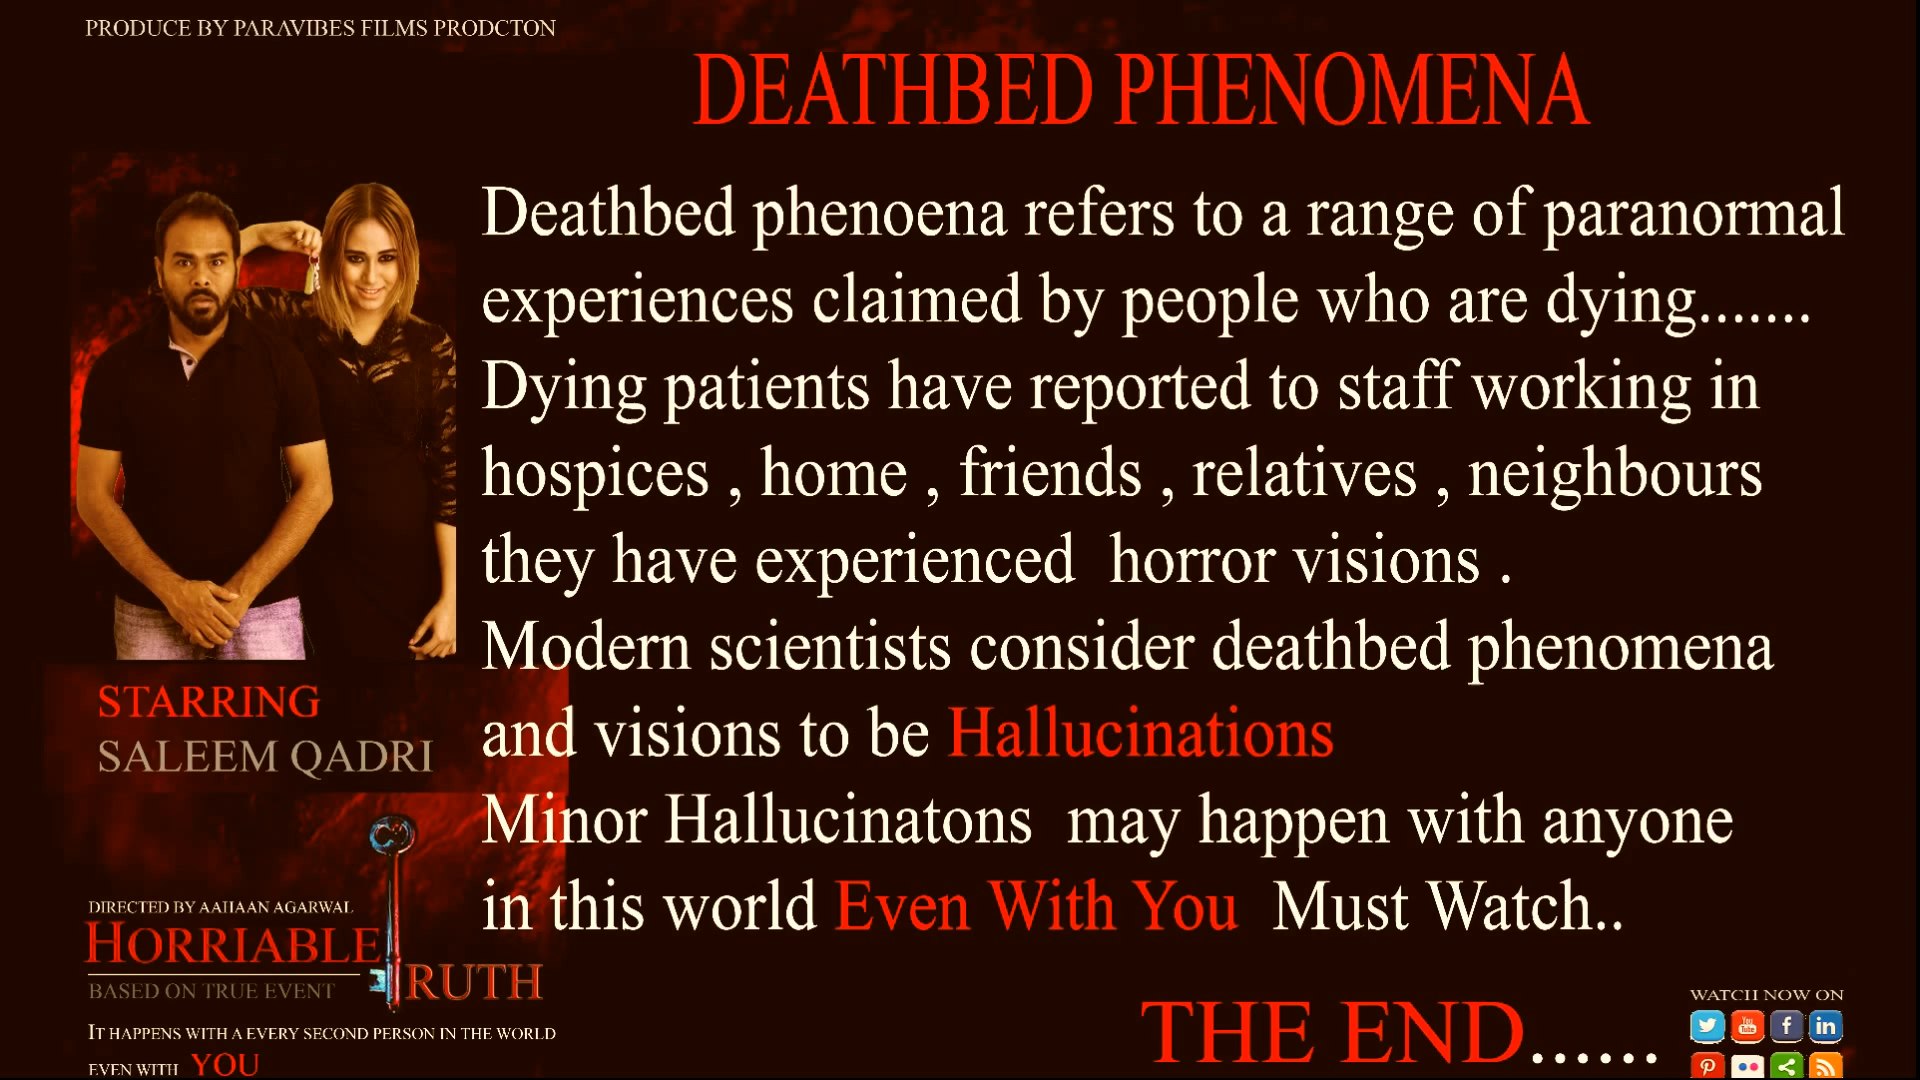 PRODUCE BY PARAVIBES FILMS PRODCTON
DEATHBED PHENOMENA
Deathbed phenoena refers to a range of paranormal
experiences claimed by people who are dying.......
Dying patients have reported to staff working in
hospices , home , friends , relatives , neighbours
they have experienced horror visions .
Modern scientists consider deathbed phenomena
and visions to be Hallucinations
Minor Hallucinatons may happen with anyone
in this world Even With You Must Watch..
STARRING
SALEEM QADRI
DIRECTED BY AAHAAN AGARWAL
HORRIABLE
TRUTH
BASED ON TRUE EVENT
IT HAPPENS WITH A EVERY SECOND PERSON IN THE WORLD
EVEN WITH YOU
THE END......
WATCH NOW ON
You
Tube
f
in